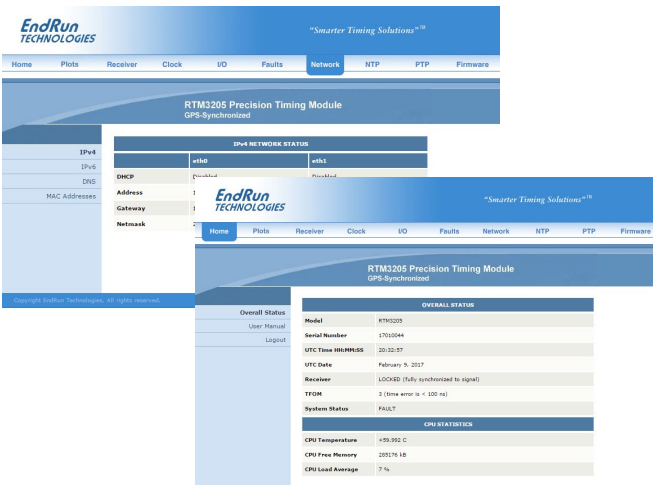 EndRun
TECHNOLOGIES
"Smarter Timing Solutions"™
Home Plots Receiver Clock I/O Faults Network NTP PTP Firmware
RTM3205 Precision Timing Module
GPS-Synchronized
IPv4
IPv6
DNS
MAC Addresses
IPv4 NETWORK STATUS
eth0 eth1
DHCP Disabled Disabled
Address 1
Gateway 1
Netmask 2
Copyright EndRun Technologies. All rights reserved.
EndRun
TECHNOLOGIES
"Smarter Timing Solutions"™
Home Plots Receiver Clock I/O Faults Network NTP PTP Firmware
RTM3205 Precision Timing Module
GPS-Synchronized
Overall Status
User Manual
Logout
OVERALL STATUS
Model RTM3205
Serial Number 17010044
UTC Time HH:MM:SS 20:32:57
UTC Date February 9, 2017
Receiver LOCKED (fully synchronized to signal)
TFOM 3 (time error is < 100 ns)
System Status FAULT
CPU STATISTICS
CPU Temperature +59.992 C
CPU Free Memory 285176 kB
CPU Load Average 7 %